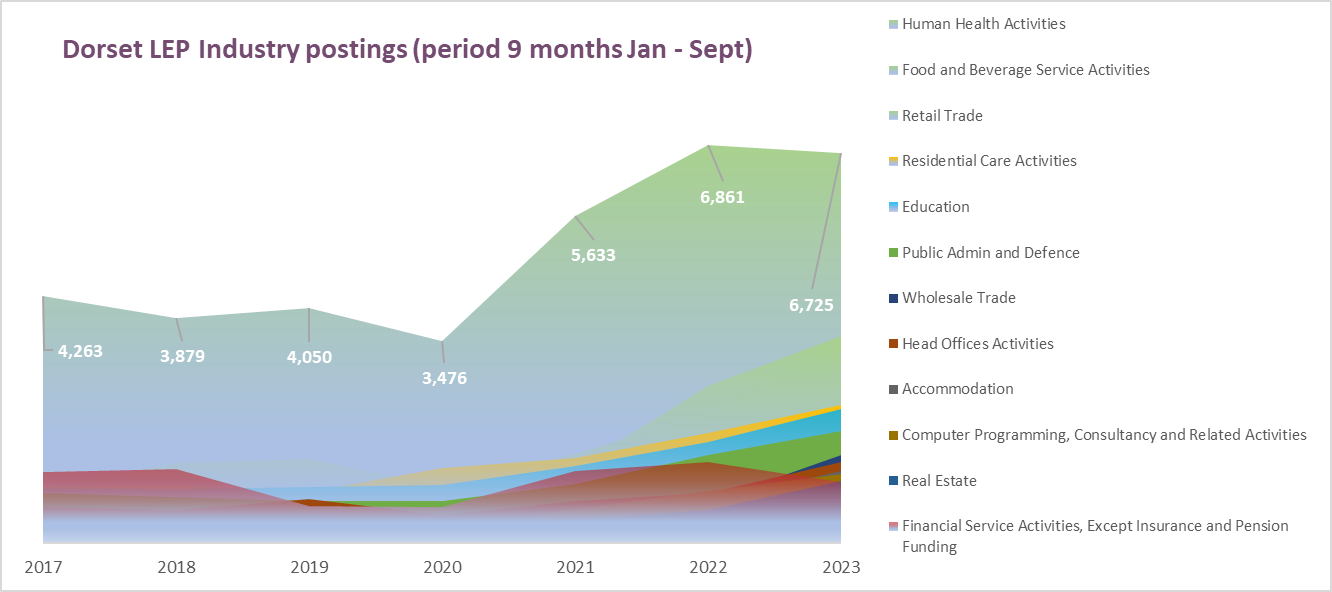 Dorset LEP Industry postings (period 9 months Jan - Sept)
4,263
3,879
4,050
3,476
5,633
6,861
6,725
2017
2018
2019
2020
2021
2022
2023
Human Health Activities
Food and Beverage Service Activities
Retail Trade
Residential Care Activities
Education
Public Admin and Defence
Wholesale Trade
Head Offices Activities
Accommodation
Computer Programming, Consultancy and Related Activities
Real Estate
Financial Service Activities, Except Insurance and Pension
Funding